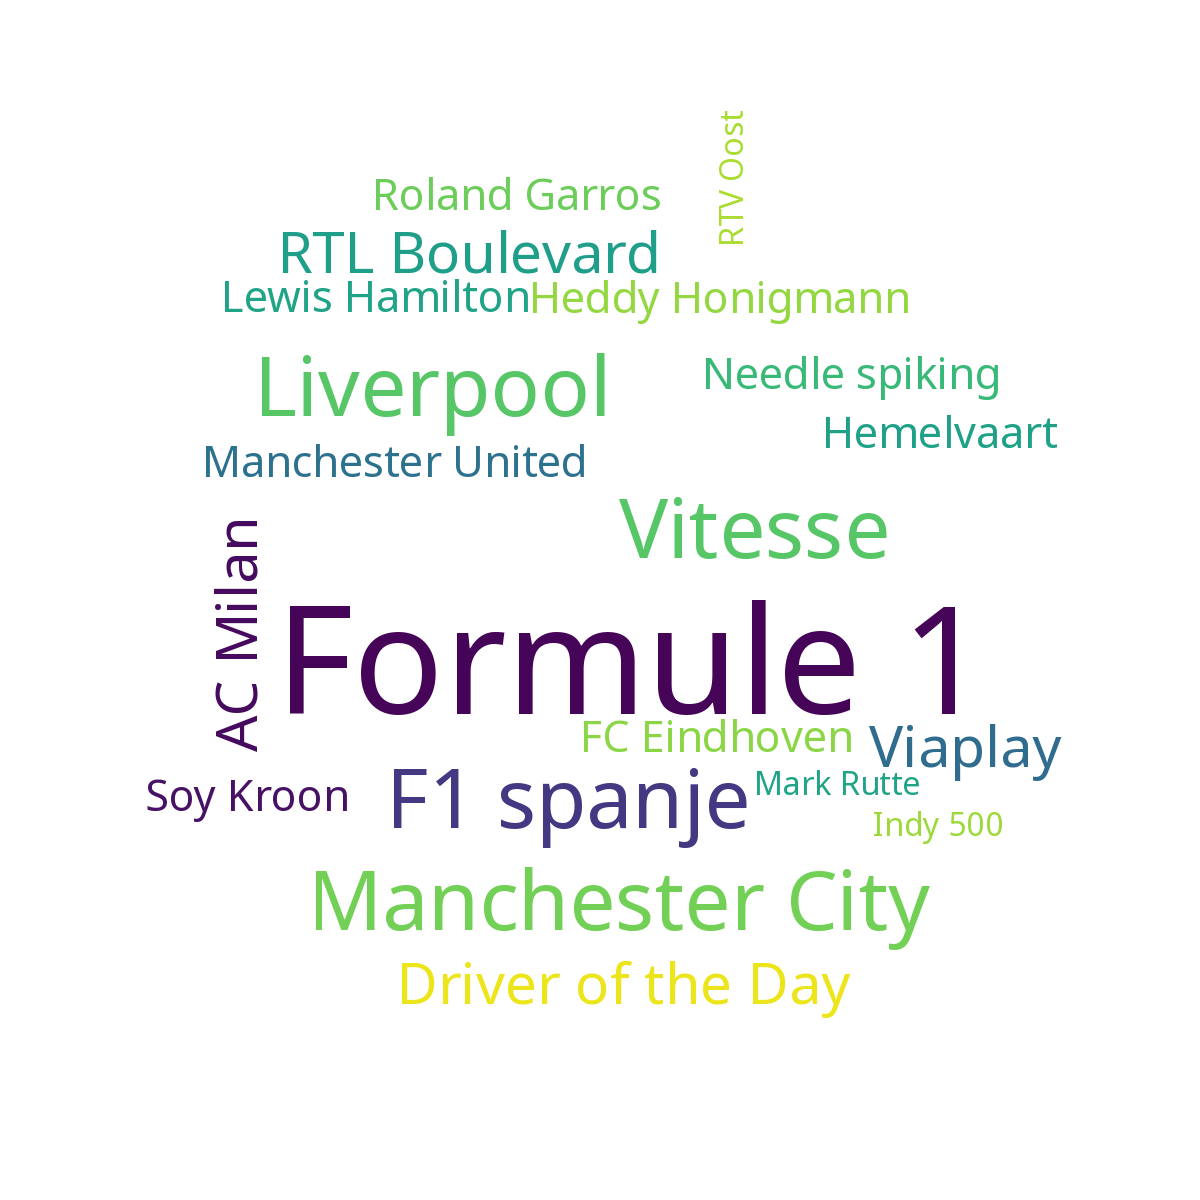 RTV Oost
Roland Garros
RTL Boulevard
Lewis Hamilton
Heddy Honigmann
Liverpool
Needle spiking
Hemelvaart
Manchester United
Vitesse
AC Milan
Formule 1
FC Eindhoven
Viaplay
Soy Kroon
F1 spanje
Mark Rutte
Indy 500
Manchester City
Driver of the Day